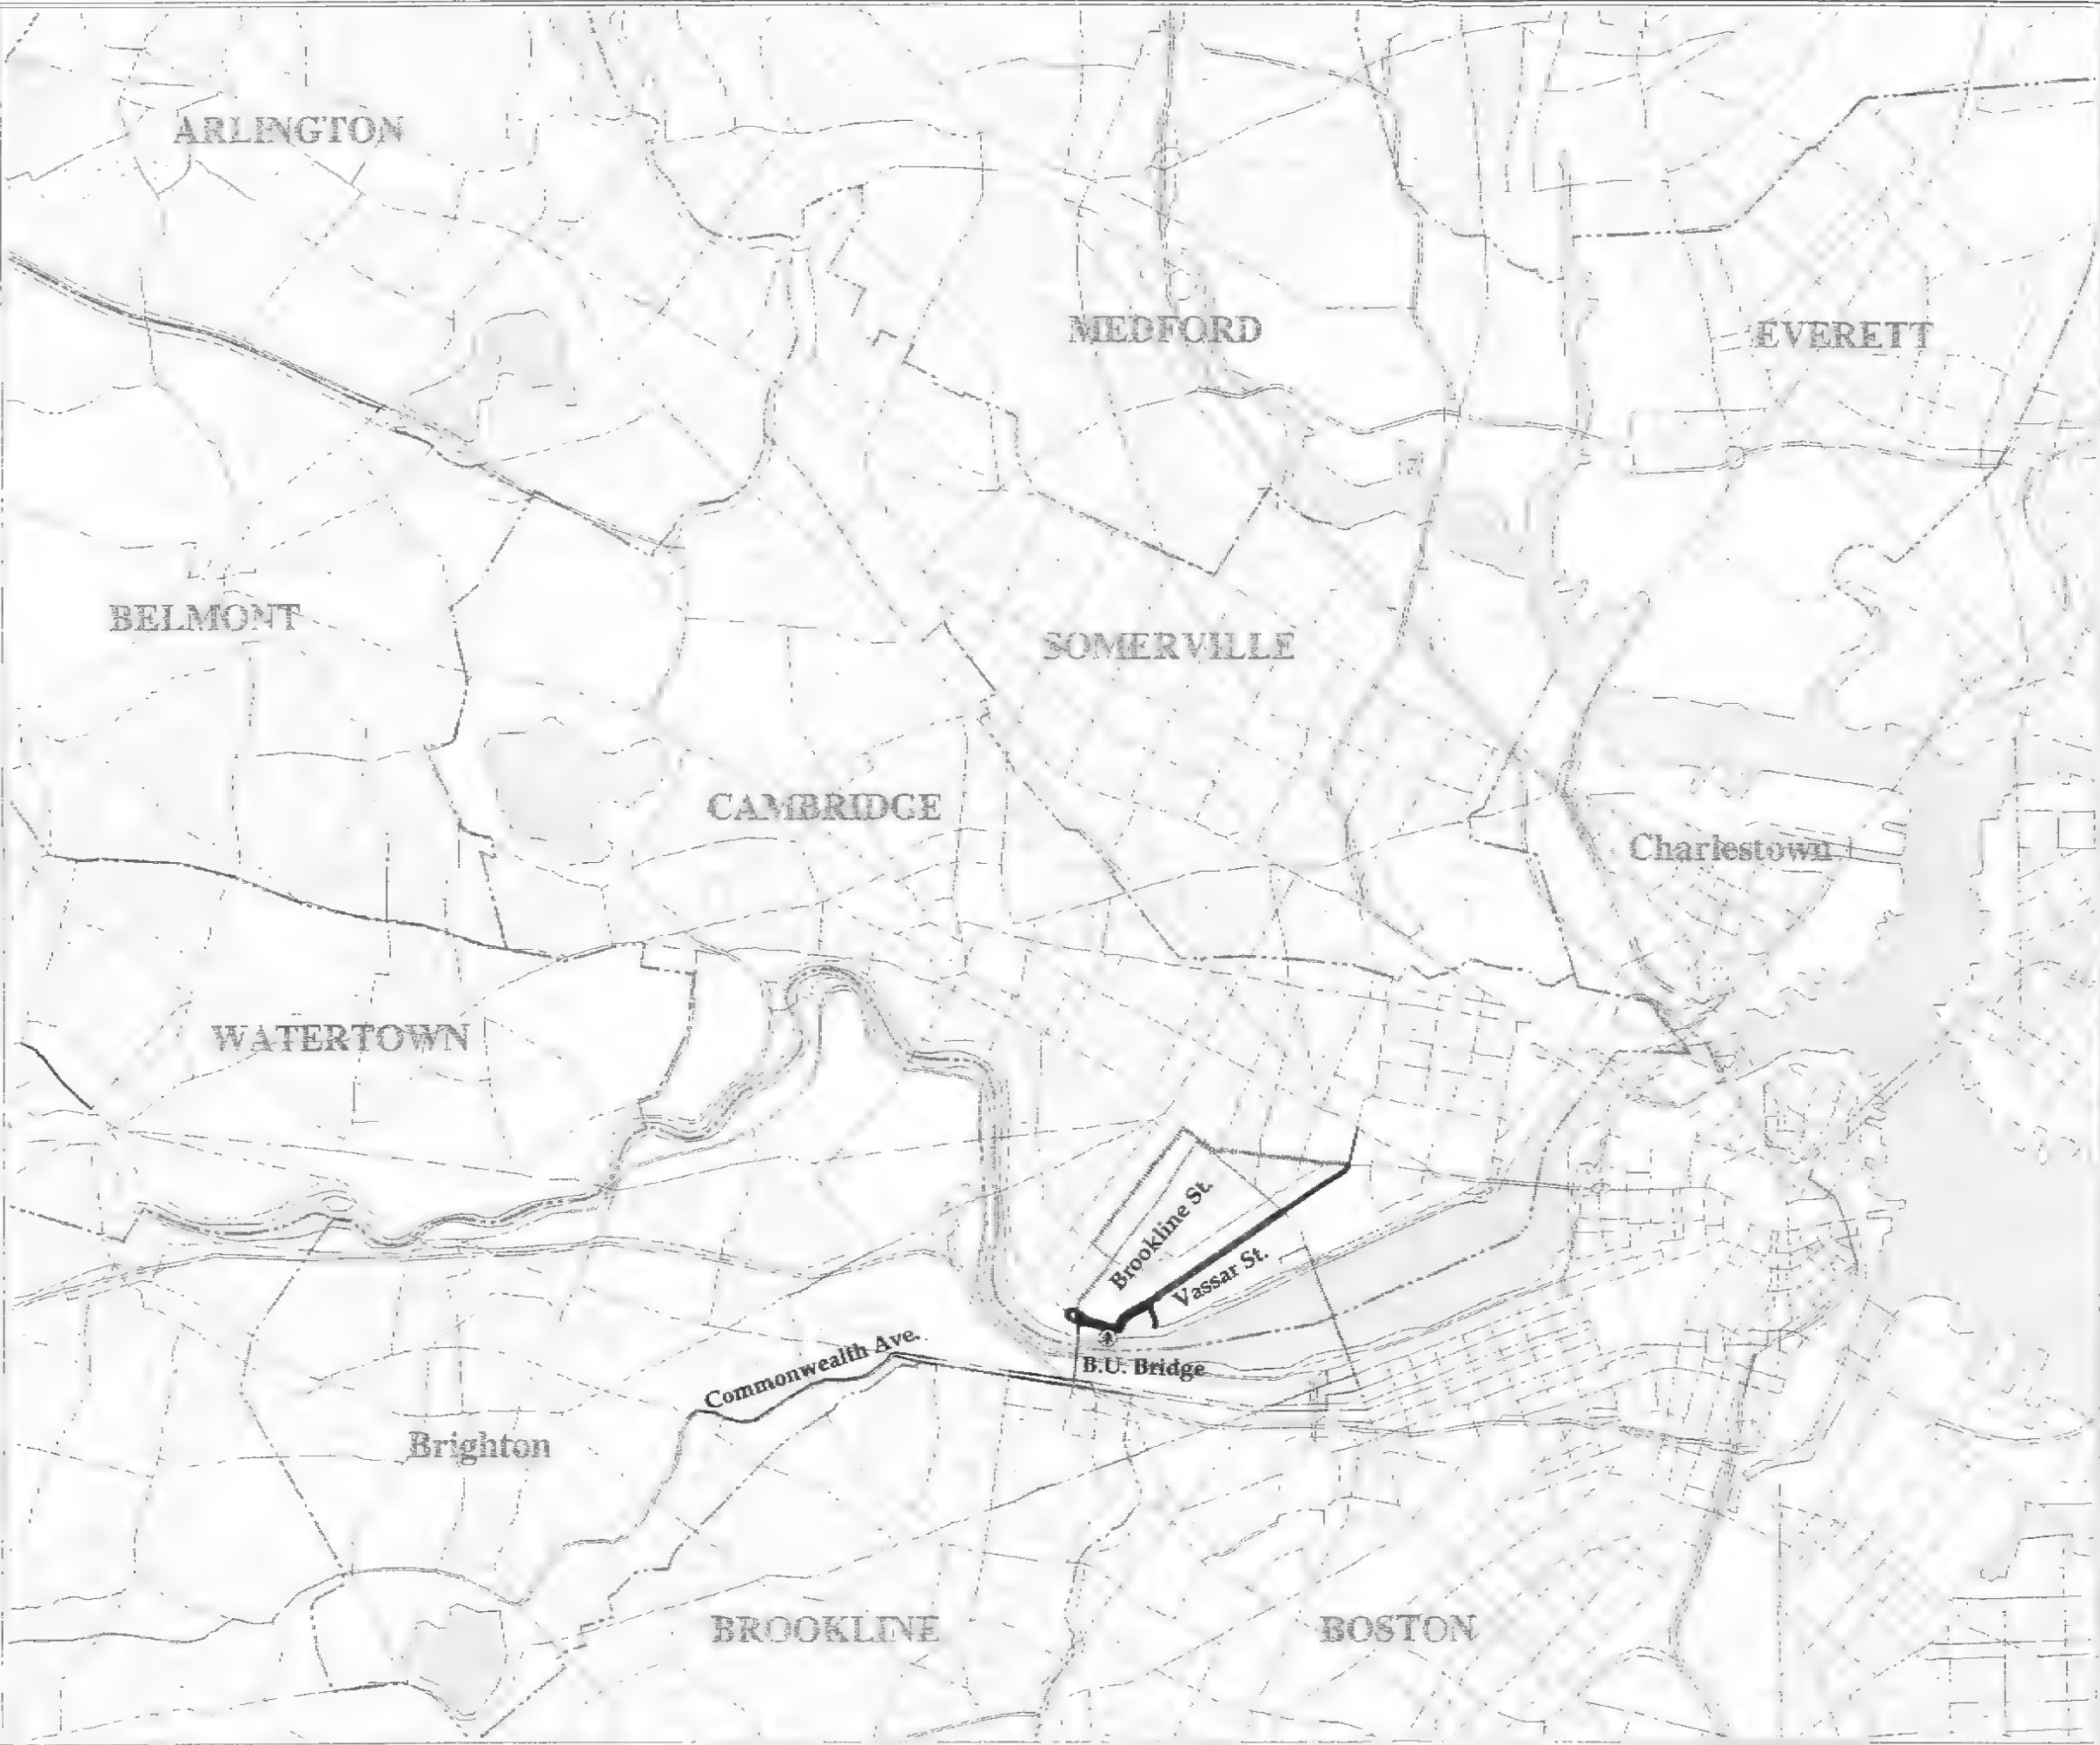 ARLINGTON
MEDFORD
EVERETT
BELMONT
SOMERVILLE
CAMBRIDGE
Charlestown
WATERTOWN
Brookline St.
Vassar St.
Commonwealth Ave.
B.U. Bridge
Brighton
BROOKLINE
BOSTON